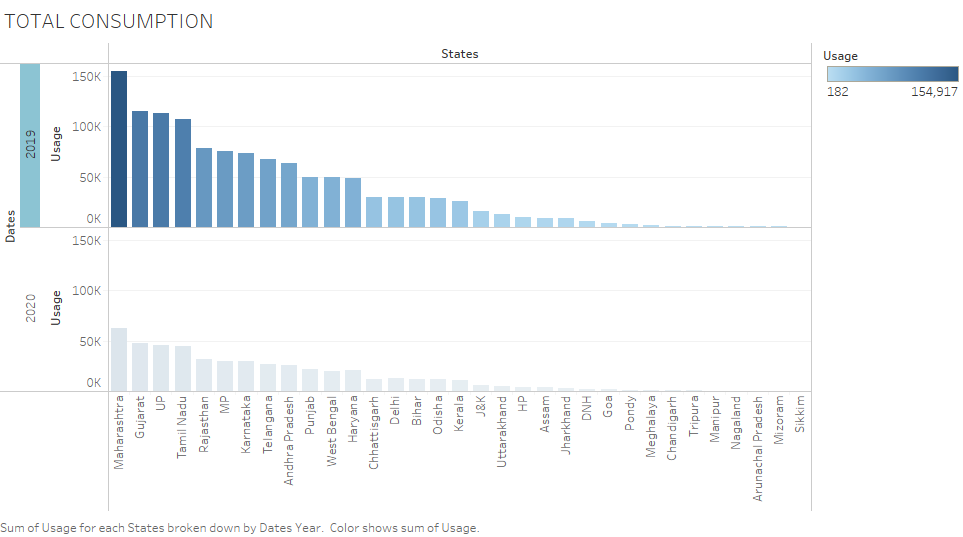 TOTAL CONSUMPTION
States
Usage
182 154,917
Dates
2019
Usage
150K
100K
50K
0K
2020
Usage
150K
100K
50K
0K
Maharashtra
Gujarat
UP
Tamil Nadu
Rajasthan
MP
Karnataka
Telangana
Andhra Pradesh
Punjab
West Bengal
Haryana
Chhattisgarh
Delhi
Bihar
Odisha
Kerala
J&K
Uttarakhand
HP
Assam
Jharkhand
DNH
Goa
Pondy
Meghalaya
Chandigarh
Tripura
Manipur
Nagaland
Arunachal Pradesh
Mizoram
Sikkim
Sum of Usage for each States broken down by Dates Year. Color shows sum of Usage.